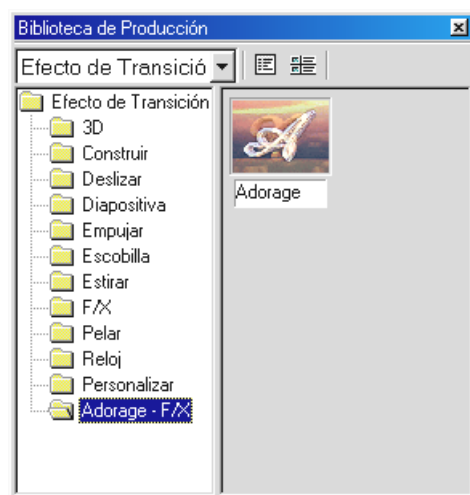 Biblioteca de Producción
Efecto de Transició
Efecto de Transición
3D
Construir
Deslizar
Diapositiva
Empujar
Escobilla
Estirar
F/X
Pelar
Reloj
Personalizar
Adorage - F/X
Adorage